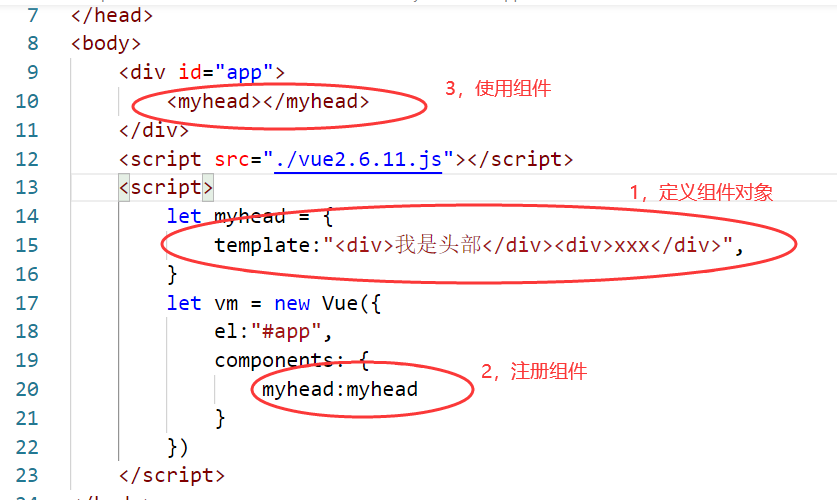 7 </head>
8 <body>
9 <div id="app">
10 <myhead></myhead>
3，使用组件
11 </div>
12 <script src="./vue2.6.11.js"></script>
13 <script>
1，定义组件对象
14 let myhead = {
15 template:"<div>我是头部</div><div>xxx</div>",
16 }
17 let vm = new Vue({
18 el:"#app",
19 components: {
2，注册组件
20 myhead:myhead
21 }
22 })
23 </script>